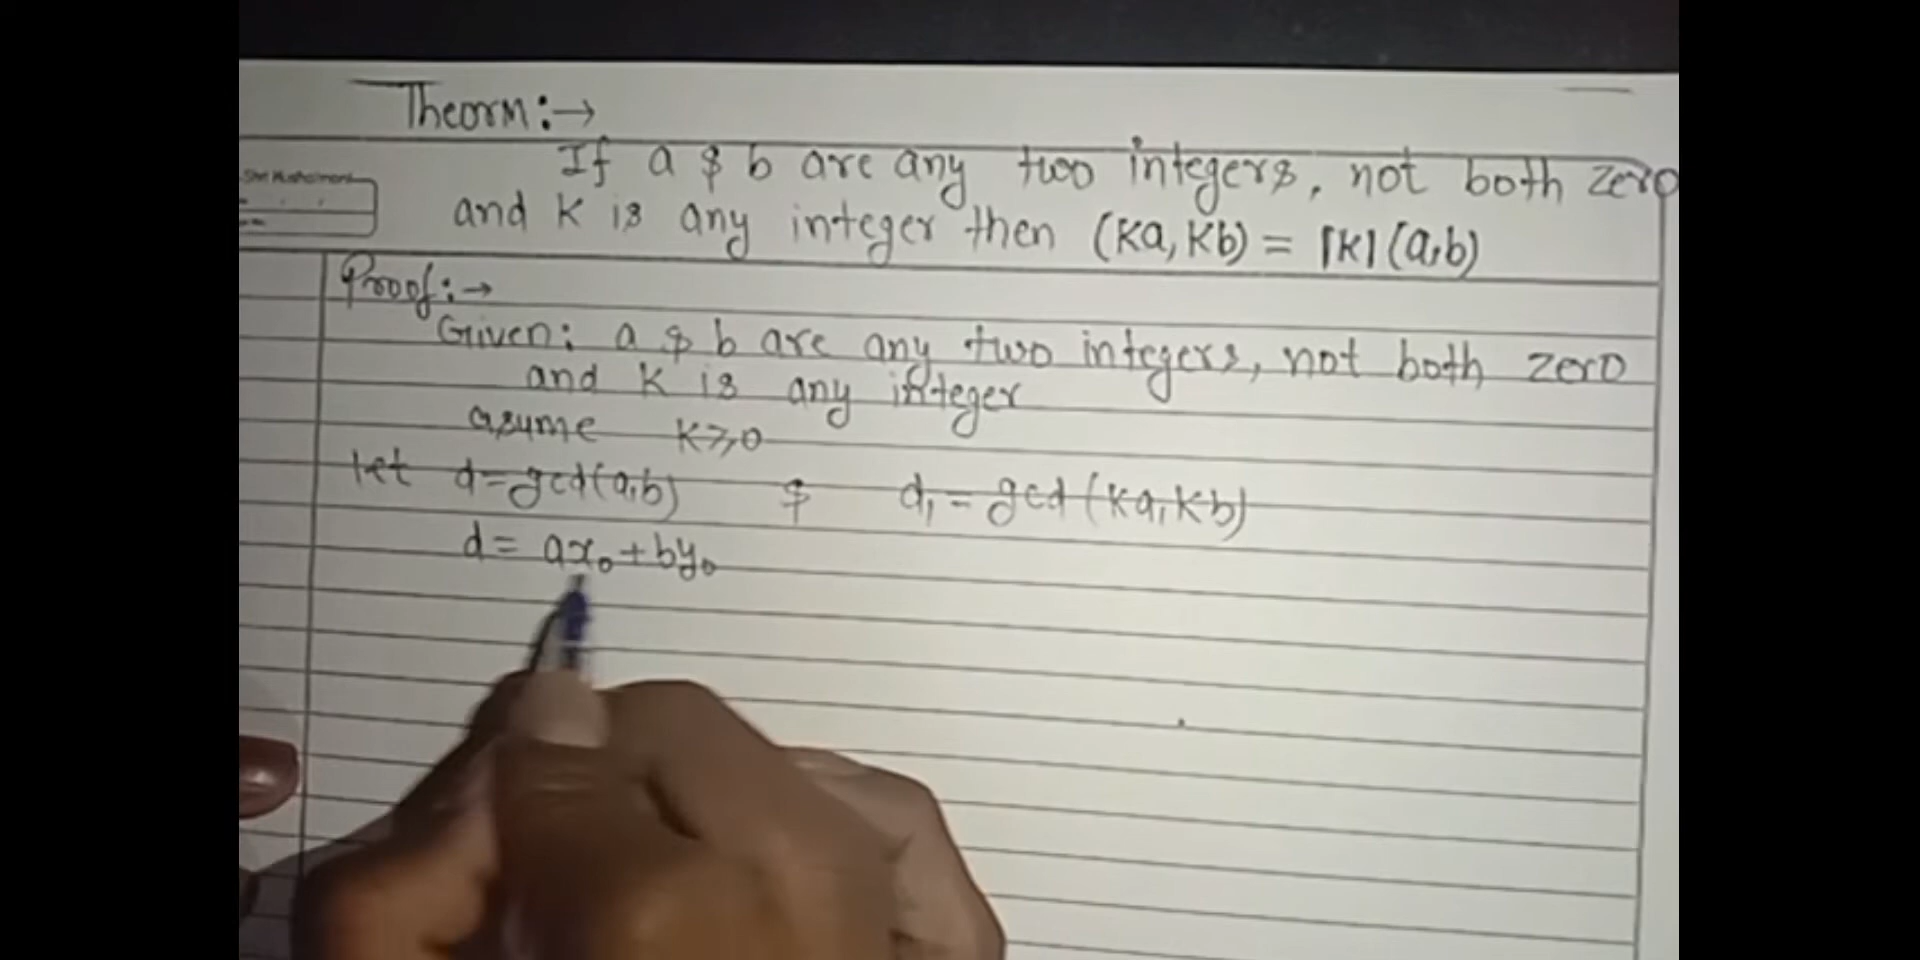 Theorm:→
If a & b are any two integers, not both zero
and K is any integer then (Ka, Kb) = |K| (a,b)
Proof:→
Given: a & b are any two integers, not both zero
and K is any integer
asume K≥0
let d=gcd(a,b) & d₁ = gcd (Ka, Kb)
d= ax₀+by₀